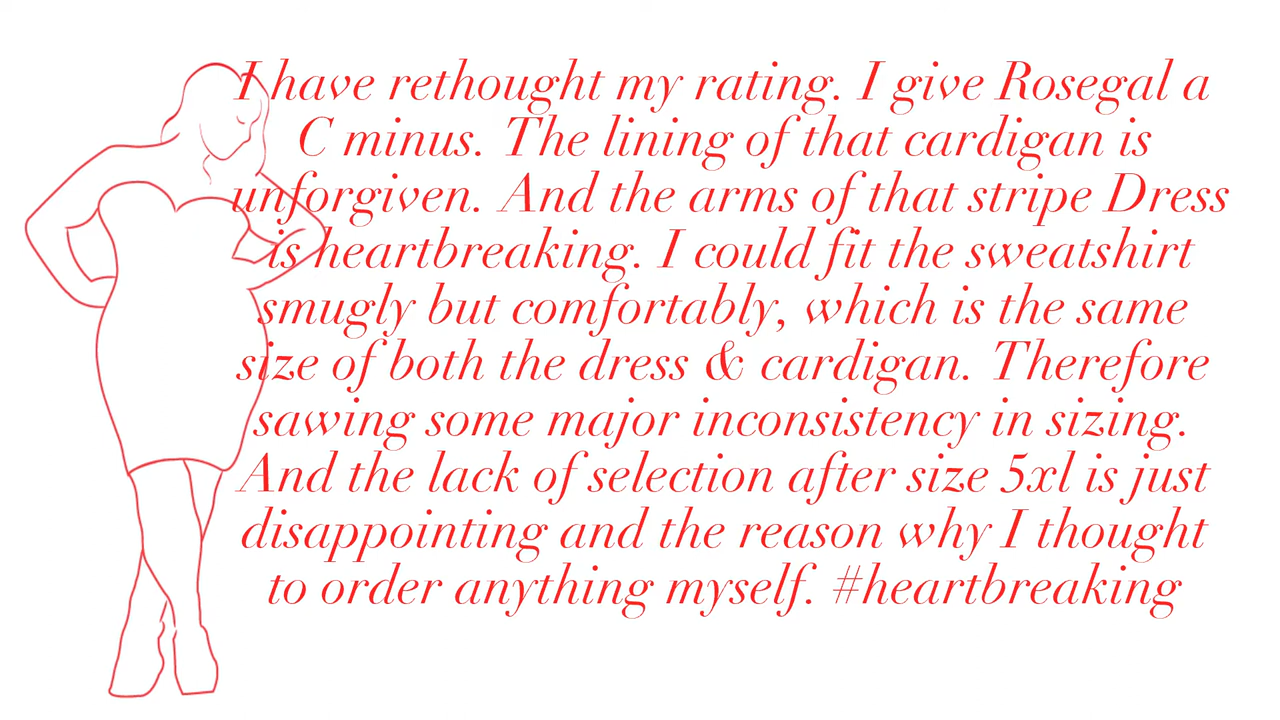 I have rethought my rating. I give Rosegal a
C minus. The lining of that cardigan is
unforgiven. And the arms of that stripe Dress
is heartbreaking. I could fit the sweatshirt
smugly but comfortably, which is the same
size of both the dress & cardigan. Therefore
sawing some major inconsistency in sizing.
And the lack of selection after size 5xl is just
disappointing and the reason why I thought
to order anything myself. #heartbreaking